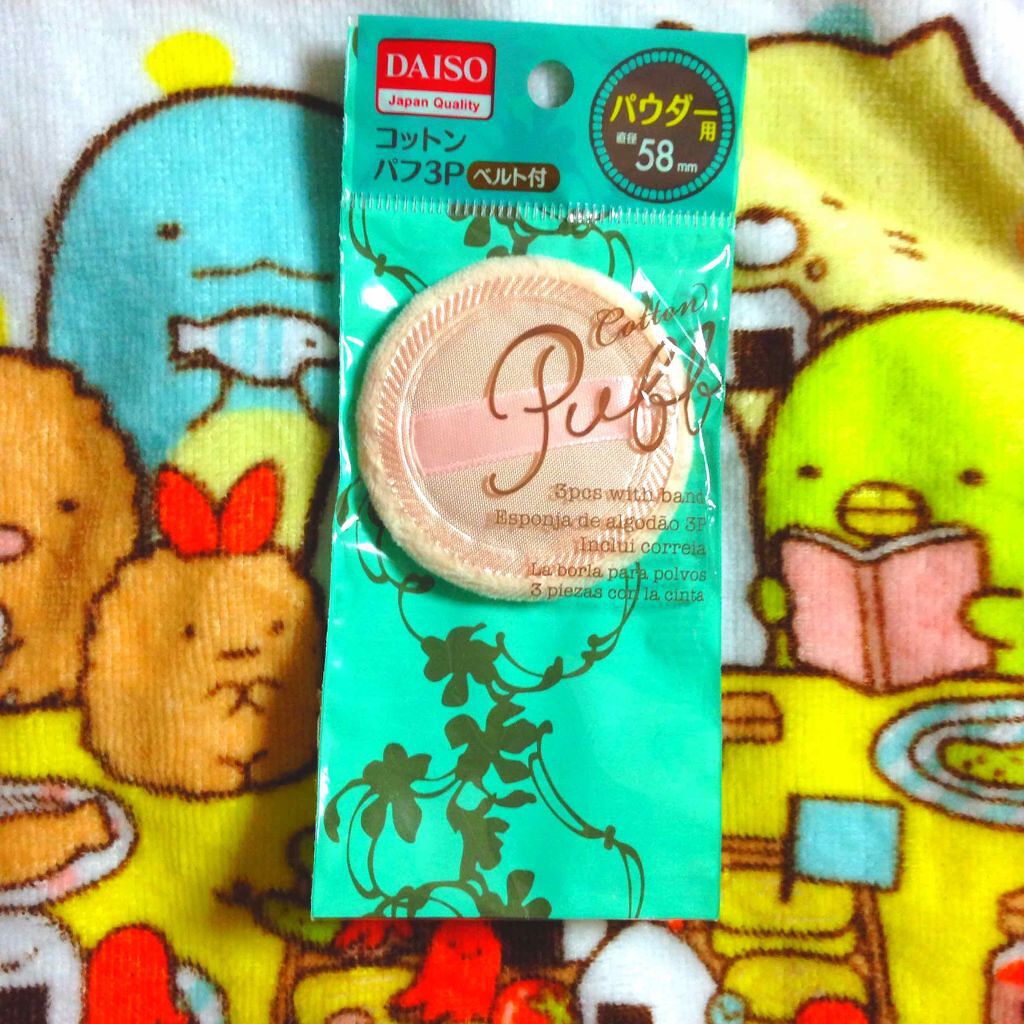 DAISO
Japan Quality
コットン
パフ3P ベルト付
パウダー用
直径 58mm
Cotton
Puff
3pcs with band
Esponja de algodão 3P
Inclui correia
La borla para polvos
3 piezas con la cinta